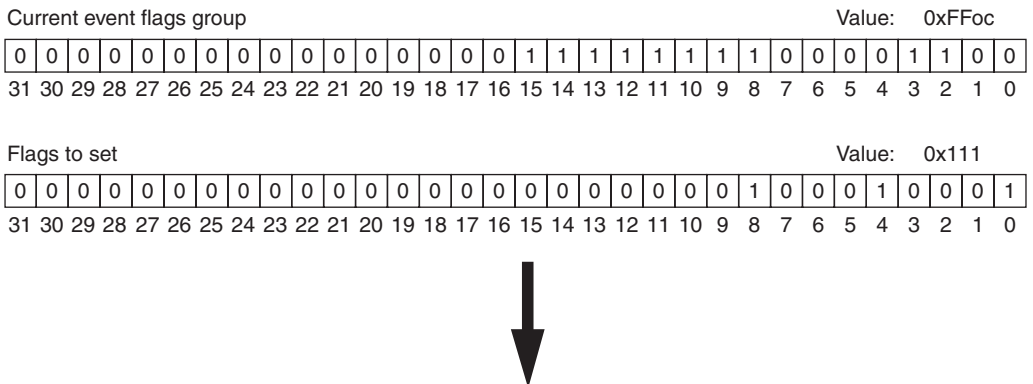 Current event flags group Value: 0xFFoc
0 0 0 0 0 0 0 0 0 0 0 0 0 0 0 0 1 1 1 1 1 1 1 1 0 0 0 0 1 1 0 0
31 30 29 28 27 26 25 24 23 22 21 20 19 18 17 16 15 14 13 12 11 10 9 8 7 6 5 4 3 2 1 0
Flags to set Value: 0x111
0 0 0 0 0 0 0 0 0 0 0 0 0 0 0 0 0 0 0 0 0 0 0 1 0 0 0 1 0 0 0 1
31 30 29 28 27 26 25 24 23 22 21 20 19 18 17 16 15 14 13 12 11 10 9 8 7 6 5 4 3 2 1 0